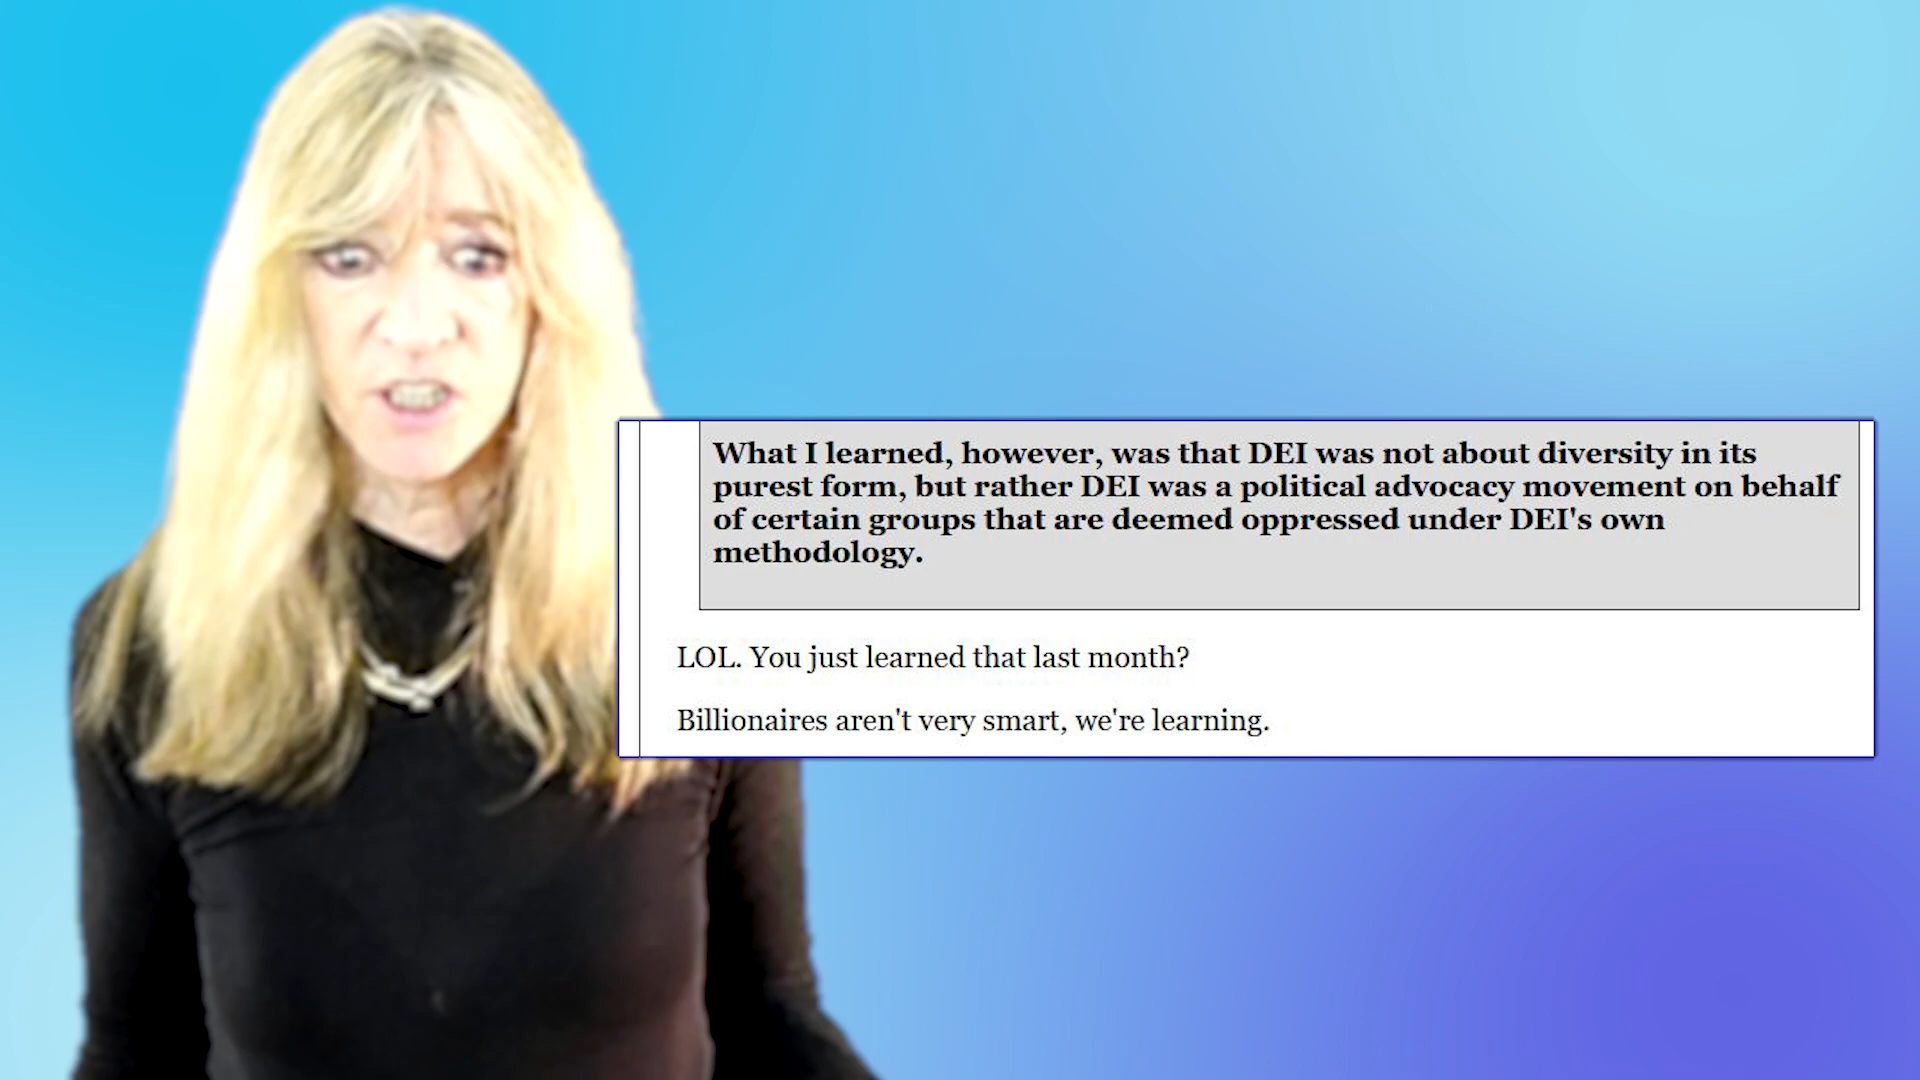 What I learned, however, was that DEI was not about diversity in its
purest form, but rather DEI was a political advocacy movement on behalf
of certain groups that are deemed oppressed under DEI's own
methodology.
LOL. You just learned that last month?
Billionaires aren't very smart, we're learning.